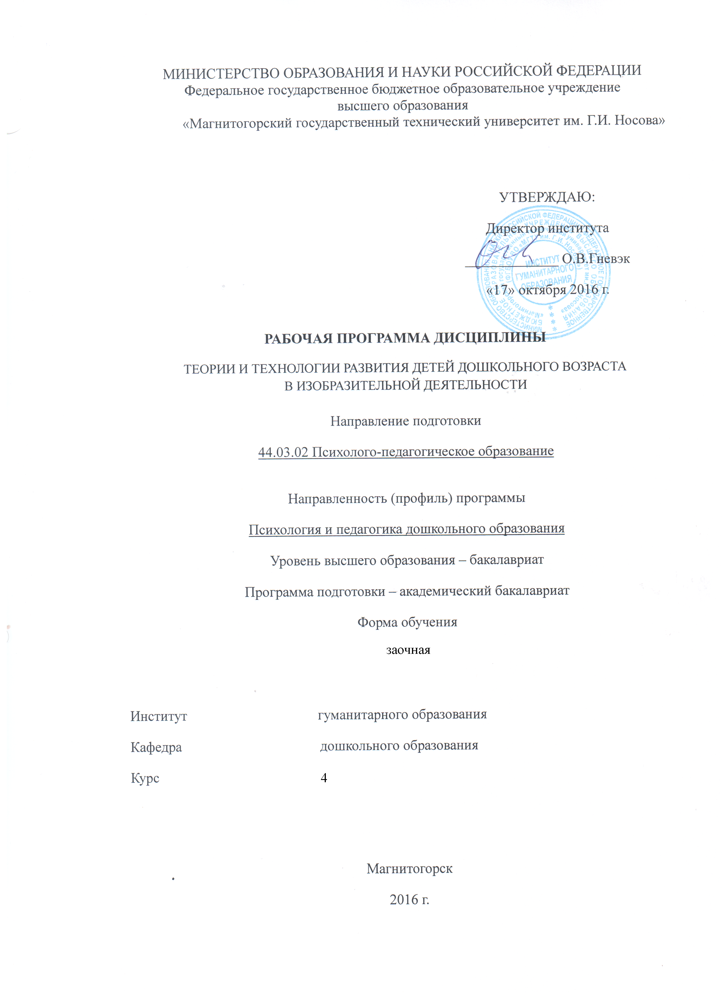 МИНИСТЕРСТВО ОБРАЗОВАНИЯ И НАУКИ РОССИЙСКОЙ ФЕДЕРАЦИИ
Федеральное государственное бюджетное образовательное учреждение
высшего образования
«Магнитогорский государственный технический университет им. Г.И. Носова»
УТВЕРЖДАЮ:
Директор института
О.В.Гневэк
«17» октября 2016 г.
ИНСТИТУТ
ГУМАНИТАРНОГО
ОБРАЗОВАНИЯ
РАБОЧАЯ ПРОГРАММА ДИСЦИПЛИНЫ
ТЕОРИИ И ТЕХНОЛОГИИ РАЗВИТИЯ ДЕТЕЙ ДОШКОЛЬНОГО ВОЗРАСТА
В ИЗОБРАЗИТЕЛЬНОЙ ДЕЯТЕЛЬНОСТИ
Направление подготовки
44.03.02 Психолого-педагогическое образование
Направленность (профиль) программы
Психология и педагогика дошкольного образования
Уровень высшего образования – бакалавриат
Программа подготовки – академический бакалавриат
Форма обучения
заочная
Институт гуманитарного образования
Кафедра дошкольного образования
Курс 4
Магнитогорск
2016 г.